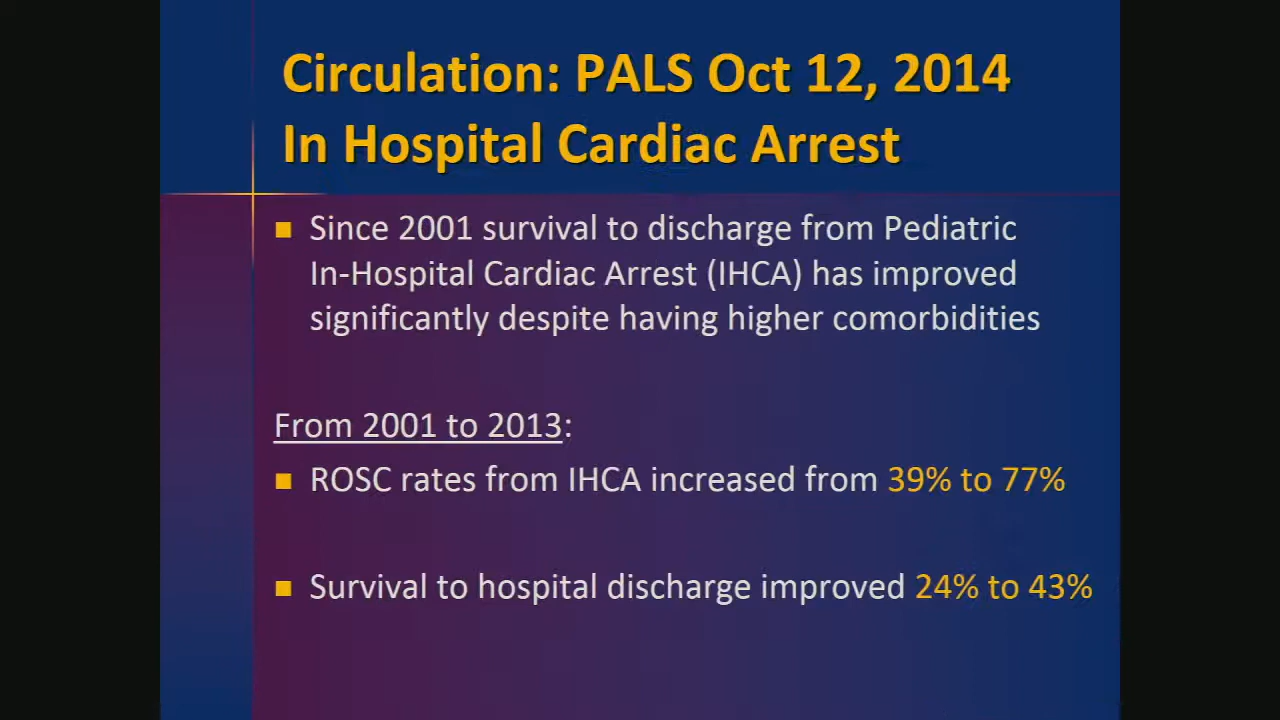 Circulation: PALS Oct 12, 2014
In Hospital Cardiac Arrest
Since 2001 survival to discharge from Pediatric
In-Hospital Cardiac Arrest (IHCA) has improved
significantly despite having higher comorbidities
From 2001 to 2013:
ROSC rates from IHCA increased from 39% to 77%
Survival to hospital discharge improved 24% to 43%